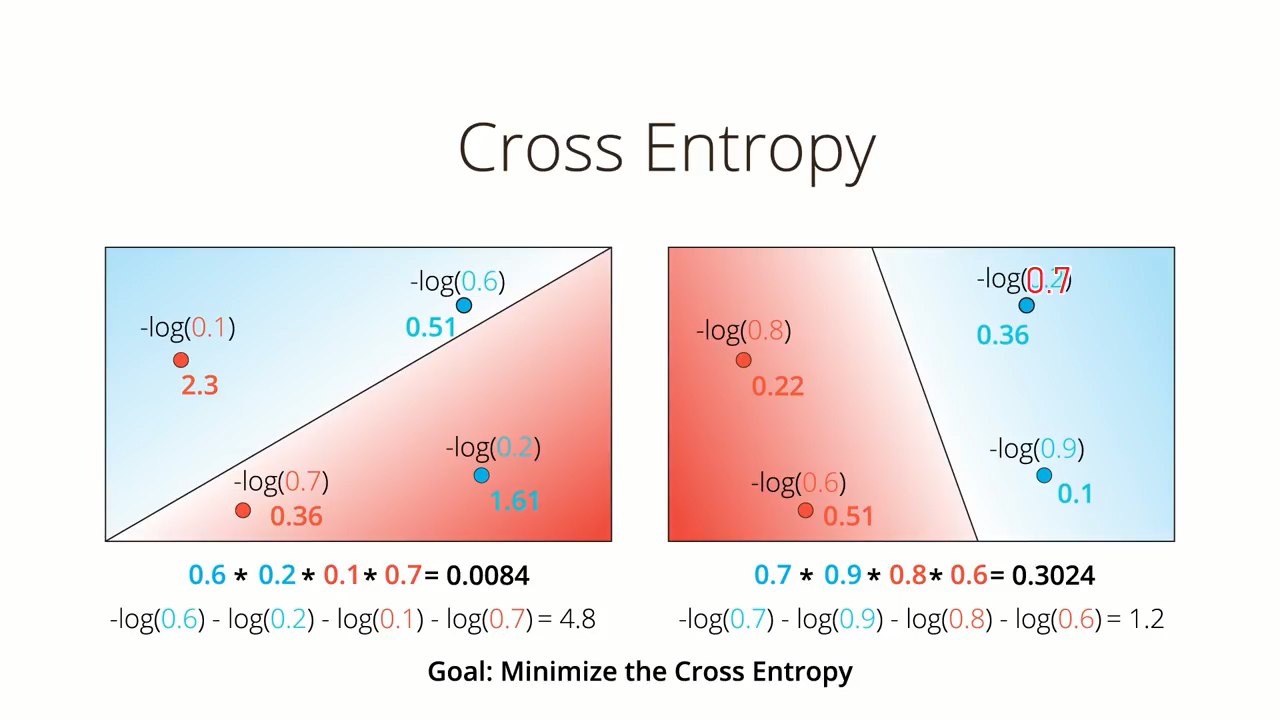 Cross Entropy
-log(0.6)
0.51
-log(0.1)
2.3
-log(0.2)
1.61
-log(0.7)
0.36
0.6 * 0.2 * 0.1 * 0.7 = 0.0084
-log(0.6) - log(0.2) - log(0.1) - log(0.7) = 4.8
-log(0.7)
0.36
-log(0.8)
0.22
-log(0.9)
0.1
-log(0.6)
0.51
0.7 * 0.9 * 0.8 * 0.6 = 0.3024
-log(0.7) - log(0.9) - log(0.8) - log(0.6) = 1.2
Goal: Minimize the Cross Entropy